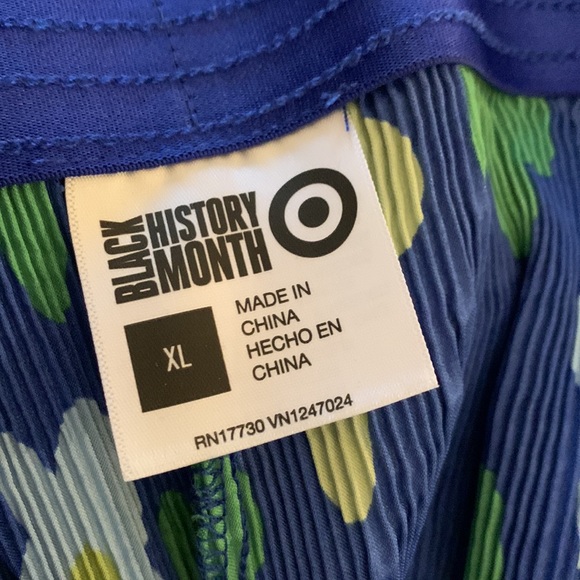 BLACK
HISTORY
MONTH
XL
MADE IN
CHINA
HECHO EN
CHINA
RN17730 VN1247024